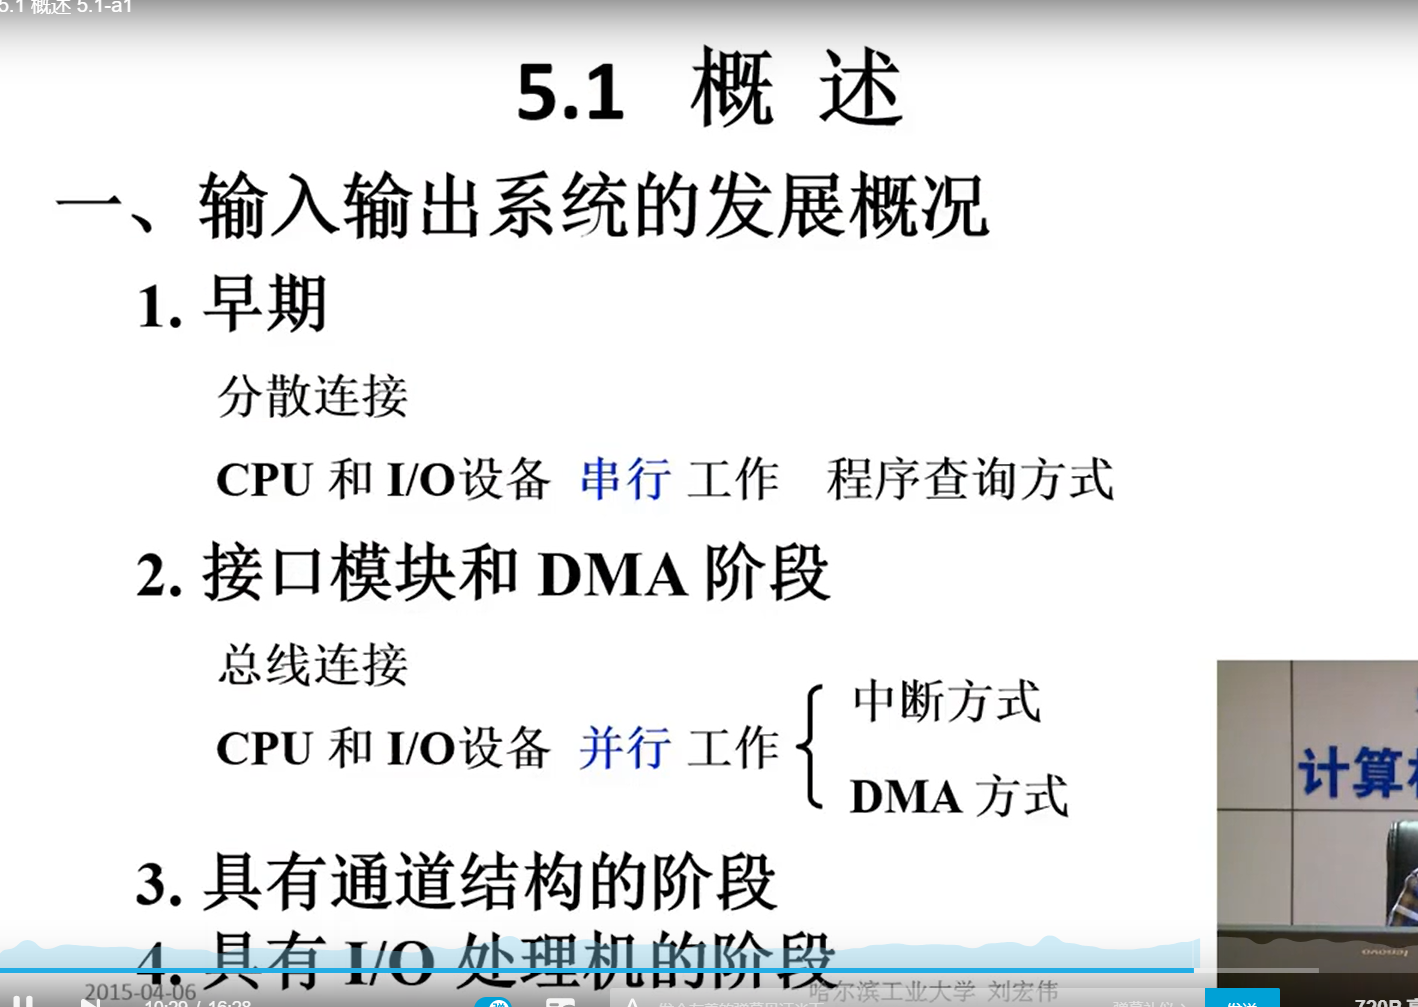 5.1 概述 5.1-a1
5.1 概 述
一、输入输出系统的发展概况
1. 早期
分散连接
CPU 和 I/O设备 串行 工作 程序查询方式
2. 接口模块和 DMA 阶段
总线连接
CPU 和 I/O设备 并行 工作
中断方式
DMA 方式
计算
3. 具有通道结构的阶段
4. 具有 I/O 处理机的阶段
lenovo
2015-04-06
哈尔滨工业大学 刘宏伟
10:29 / 16:28
弹
发送
720P